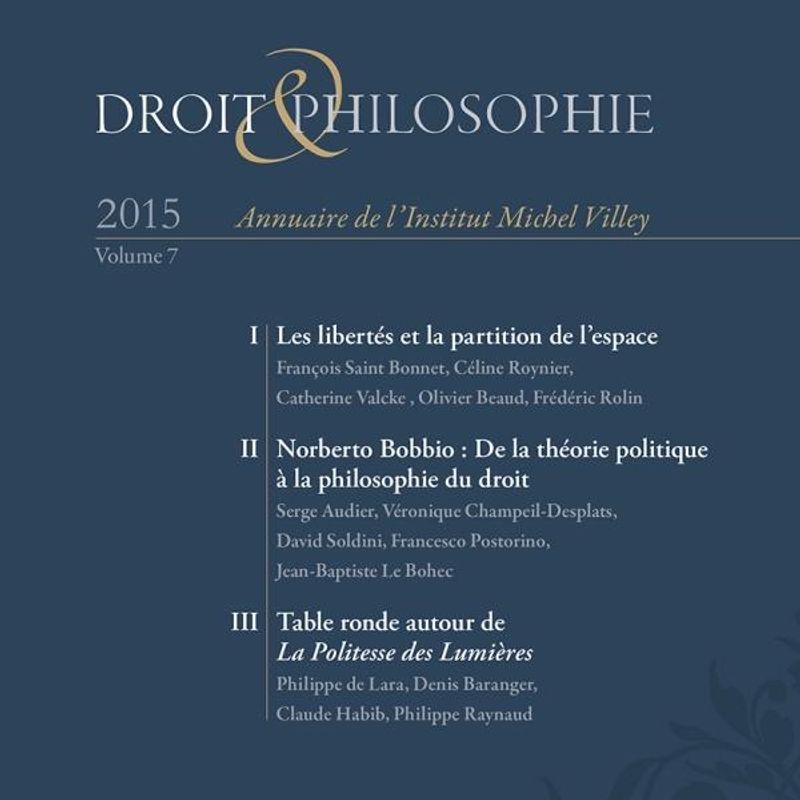 DROIT & PHILOSOPHIE
2015 Annuaire de l'Institut Michel Villey
Volume 7
I Les libertés et la partition de l'espace
François Saint Bonnet, Céline Roynier,
Catherine Valcke , Olivier Beaud, Frédéric Rolin
II Norberto Bobbio : De la théorie politique
à la philosophie du droit
Serge Audier, Véronique Champeil-Desplats,
David Soldini, Francesco Postorino,
Jean-Baptiste Le Bohec
III Table ronde autour de
La Politesse des Lumières
Philippe de Lara, Denis Baranger,
Claude Habib, Philippe Raynaud